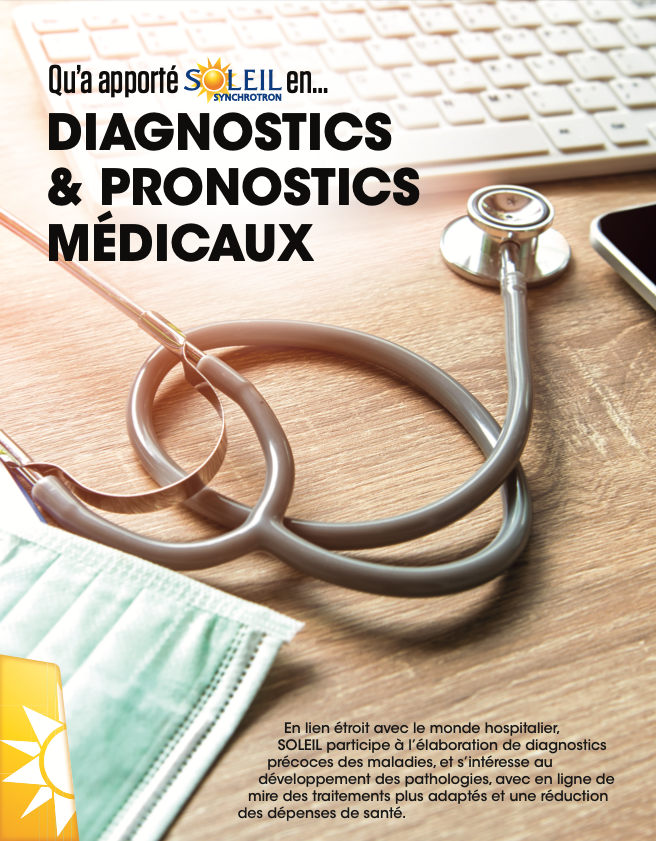 Qu'a apporté SOLEIL en...
SYNCHROTRON
DIAGNOSTICS
& PRONOSTICS
MÉDICAUX
En lien étroit avec le monde hospitalier,
SOLEIL participe à l'élaboration de diagnostics
précoces des maladies, et s'intéresse au
développement des pathologies, avec en ligne de
mire des traitements plus adaptés et une réduction
des dépenses de santé.